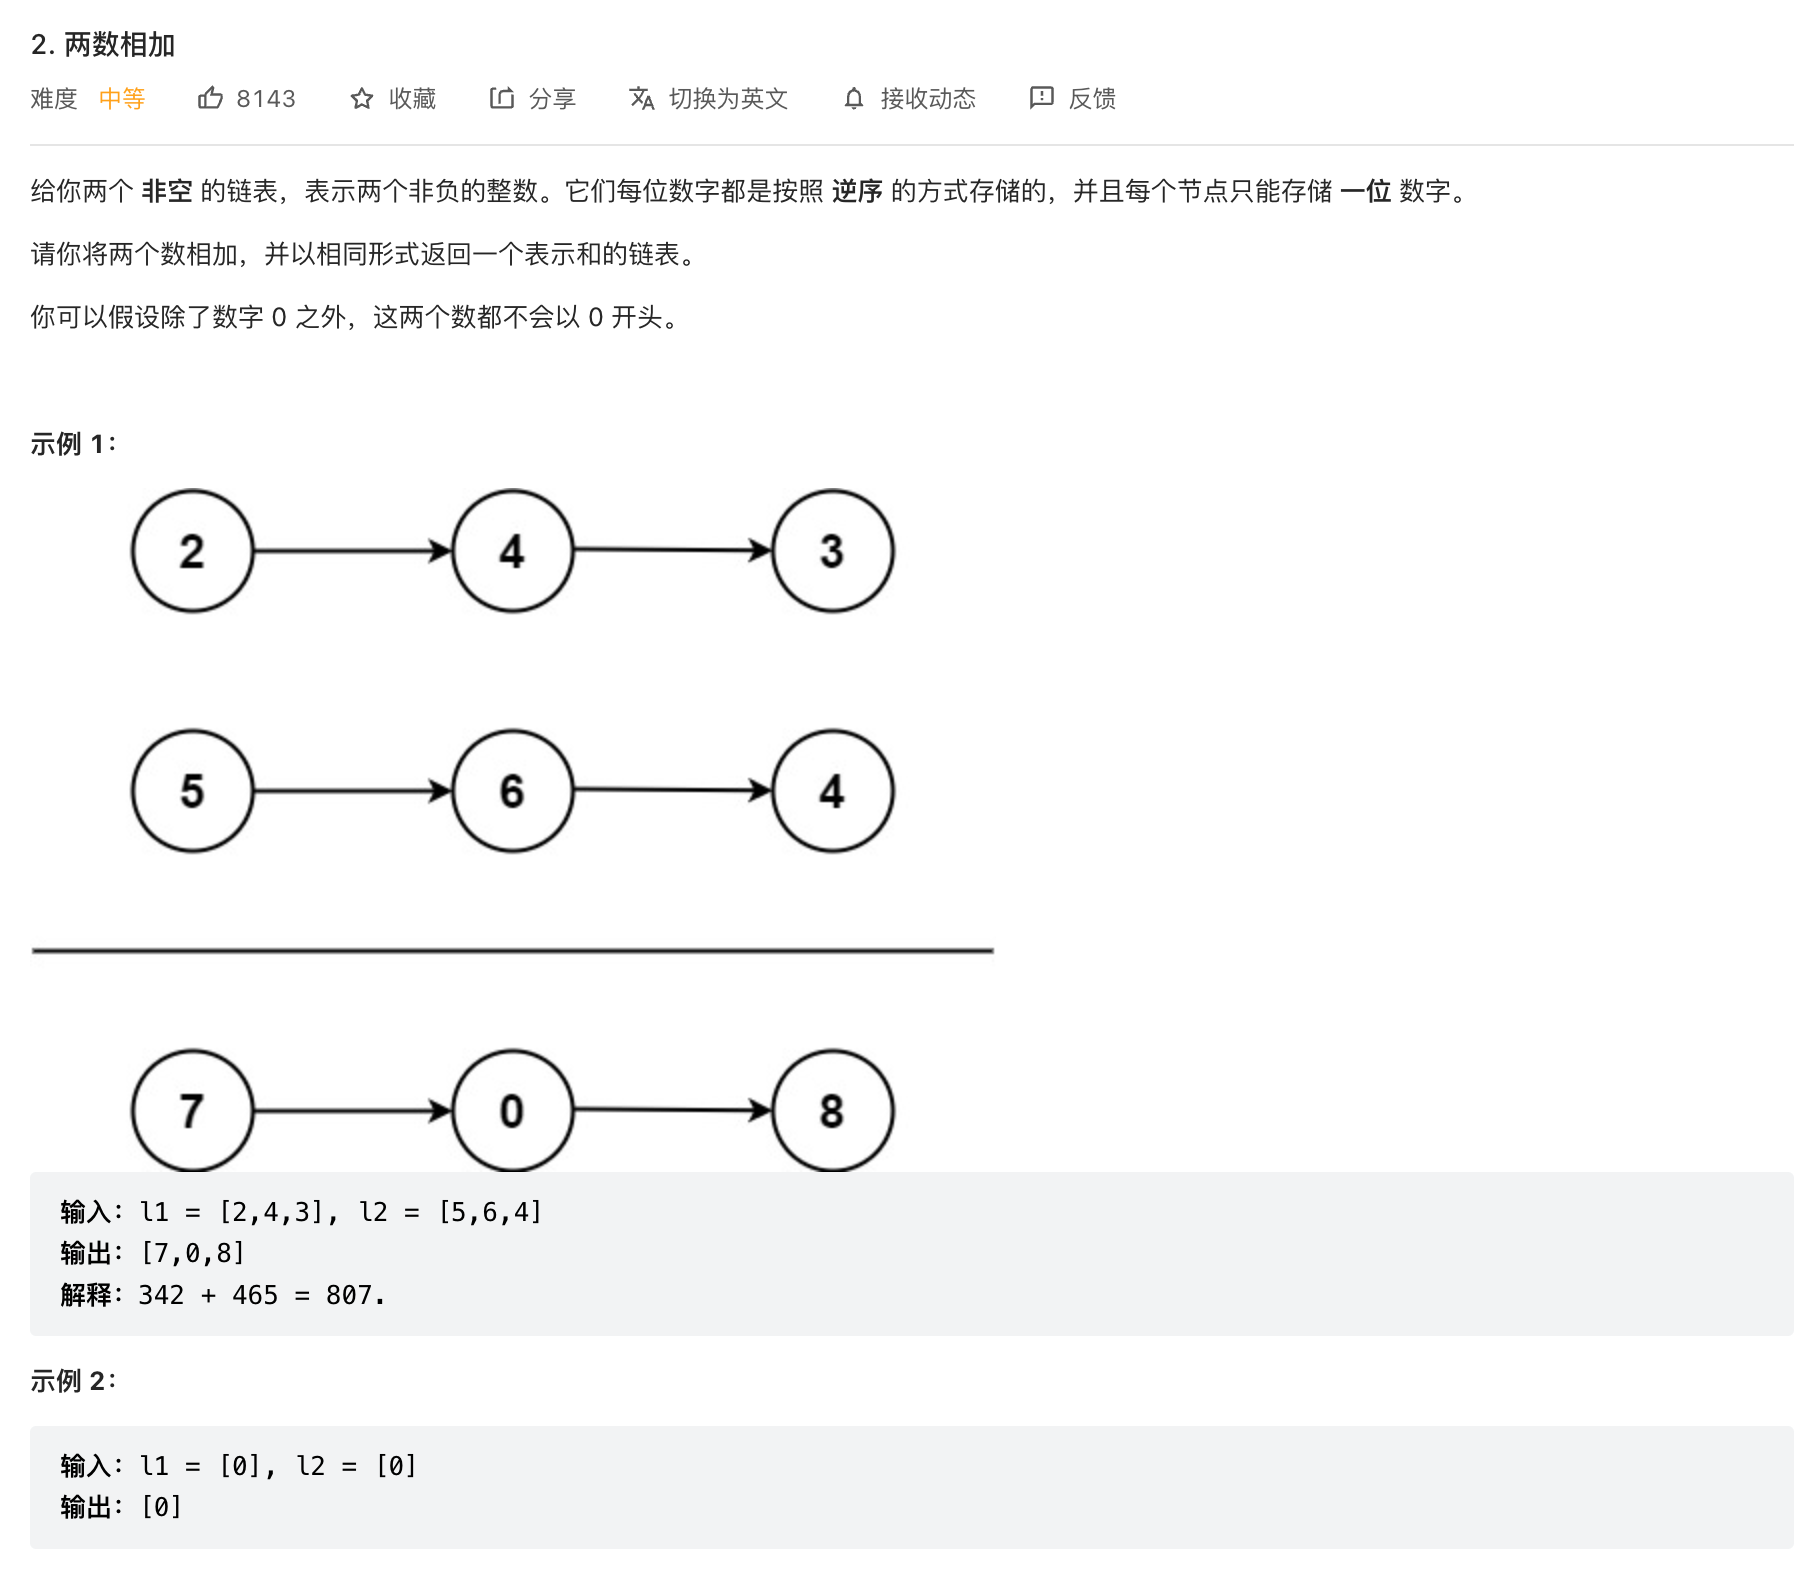 2. 两数相加
难度 中等 8143 收藏 分享 切换为英文 接收动态 反馈
给你两个 非空 的链表，表示两个非负的整数。它们每位数字都是按照 逆序 的方式存储的，并且每个节点只能存储 一位 数字。
请你将两个数相加，并以相同形式返回一个表示和的链表。
你可以假设除了数字 0 之外，这两个数都不会以 0 开头。
示例 1：
2 4 3
5 6 4
7 0 8
输入：l1 = [2,4,3], l2 = [5,6,4]
输出：[7,0,8]
解释：342 + 465 = 807.
示例 2：
输入：l1 = [0], l2 = [0]
输出：[0]